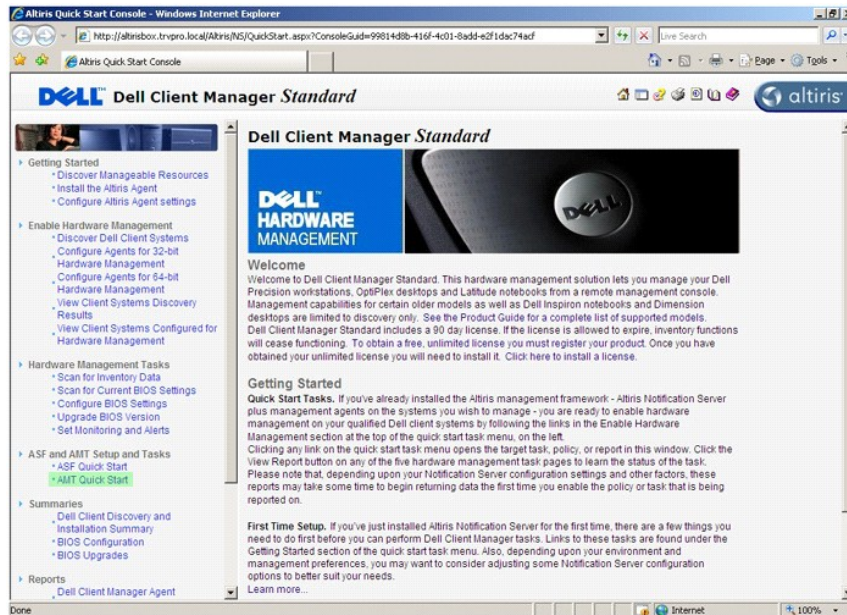 Altiris Quick Start Console - Windows Internet Explorer
http://altirisbox.trvpro.local/Altiris/NS/QuickStart.aspx?ConsoleGuid=99814d8b-416f-4c01-8add-e2f1dac74acf
Live Search
Altiris Quick Start Console
Page
Tools
DELL™ Dell Client Manager Standard
altiris
Getting Started
Discover Manageable Resources
Install the Altiris Agent
Configure Altiris Agent settings
Enable Hardware Management
Discover Dell Client Systems
Configure Agents for 32-bit
Hardware Management
Configure Agents for 64-bit
Hardware Management
View Client Systems Discovery
Results
View Client Systems Configured for
Hardware Management
Hardware Management Tasks
Scan for Inventory Data
Scan for Current BIOS Settings
Configure BIOS Settings
Upgrade BIOS Version
Set Monitoring and Alerts
ASF and AMT Setup and Tasks
ASF Quick Start
AMT Quick Start
Summaries
Dell Client Discovery and
Installation Summary
BIOS Configuration
BIOS Upgrades
Reports
Dell Client Manager Agent
Dell Client Manager Standard
DELL™
HARDWARE
MANAGEMENT
DELL
Welcome
Welcome to Dell Client Manager Standard. This hardware management solution lets you manage your Dell
Precision workstations, OptiPlex desktops and Latitude notebooks from a remote management console.
Management capabilities for certain older models as well as Dell Inspiron notebooks and Dimension
desktops are limited to discovery only. See the Product Guide for a complete list of supported models.
Dell Client Manager Standard includes a 90 day license. If the license is allowed to expire, inventory functions
will cease functioning. To obtain a free, unlimited license you must register your product. Once you have
obtained your unlimited license you will need to install it. Click here to install a license.
Getting Started
Quick Start Tasks. If you've already installed the Altiris management framework - Altiris Notification Server
plus management agents on the systems you wish to manage - you are ready to enable hardware
management on your qualified Dell client systems by following the links in the Enable Hardware
Management section at the top of the quick start task menu, on the left.
Clicking any link on the quick start task menu opens the target task, policy, or report in this window. Click the
View Report button on any of the five hardware management task pages to learn the status of the task.
Please note that, depending upon your Notification Server configuration settings and other factors, these
reports may take some time to begin returning data the first time you enable the policy or task that is being
reported on.
First Time Setup. If you've just installed Altiris Notification Server for the first time, there are a few things you
need to do first before you can perform Dell Client Manager tasks. Links to these tasks are found under the
Getting Started section of the quick start task menu. Also, depending upon your environment and
management preferences, you may want to consider adjusting some Notification Server configuration
options to better suit your needs.
Learn more...
Done
Internet
100%